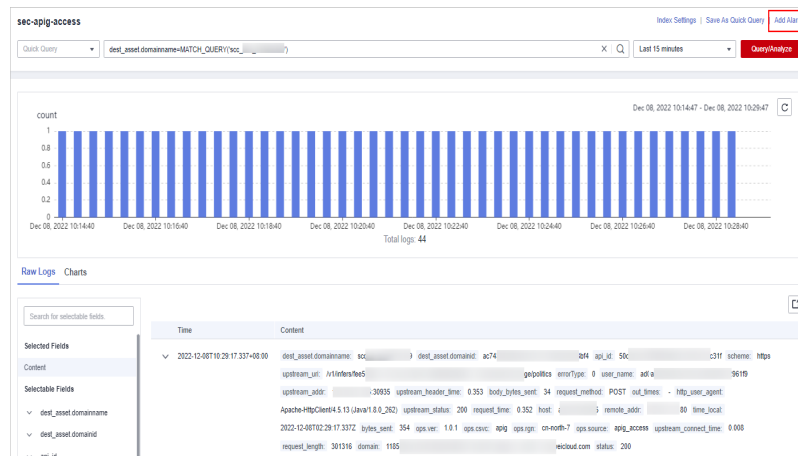 sec-apig-access
Index Settings | Save As Quick Query | Add Alar
Quick Query
dest_asset.domainname=MATCH_QUERY('scc_ ')
Last 15 minutes
Query/Analyze
Dec 08, 2022 10:14:47 - Dec 08, 2022 10:29:47
count
1
0.8
0.6
0.4
0.2
0
Dec 08, 2022 10:14:40 Dec 08, 2022 10:16:40 Dec 08, 2022 10:18:40 Dec 08, 2022 10:20:40 Dec 08, 2022 10:22:40 Dec 08, 2022 10:24:40 Dec 08, 2022 10:26:40 Dec 08, 2022 10:28:40
Total logs: 44
Raw Logs Charts
Search for selectable fields.
Time Content
Selected Fields
Content
Selectable Fields
dest_asset.domainname
dest_asset.domainid
2022-12-08T10:29:17.337+08:00 dest_asset.domainname: 9 dest_asset.domainid: ac74 4bf4 api_id: 50c c31f scheme: https
upstream_uri: /v1/infers/fee5 ge/politics errorType: 0 user_name: 961f9
upstream_addr: :30935 upstream_header_time: 0.353 body_bytes_sent: 34 request_method: POST out_times: - http_user_agent:
Apache-HttpClient/4.5.13 (Java/1.8.0_262) upstream_status: 200 request_time: 0.352 host: remote_addr: 80 time_local:
2022-12-08T02:29:17.337Z bytes_sent: 354 ops.ver: 1.0.1 ops.csvc: apig ops.rgn: cn-north-7 ops.source: apig_access upstream_connect_time: 0.008
request_length: 301316 domain: 1185 eicloud.com status: 200